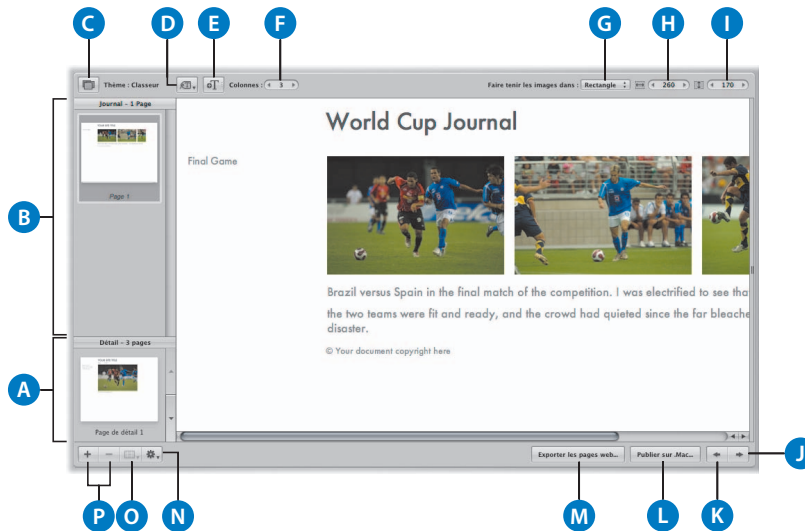 C
D
E
F
G
H
I
Thème : Classeur
Colonnes :
3
Faire tenir les images dans :
Rectangle
260
170
Journal – 1 Page
Page 1
B
World Cup Journal
Final Game
Brazil versus Spain in the final match of the competition. I was electrified to see tha
the two teams were fit and ready, and the crowd had quieted since the far bleache
disaster.
© Your document copyright here
Détail – 3 pages
A
Page de détail 1
Exporter les pages web...
Publier sur .Mac...
J
P
O
N
M
L
K